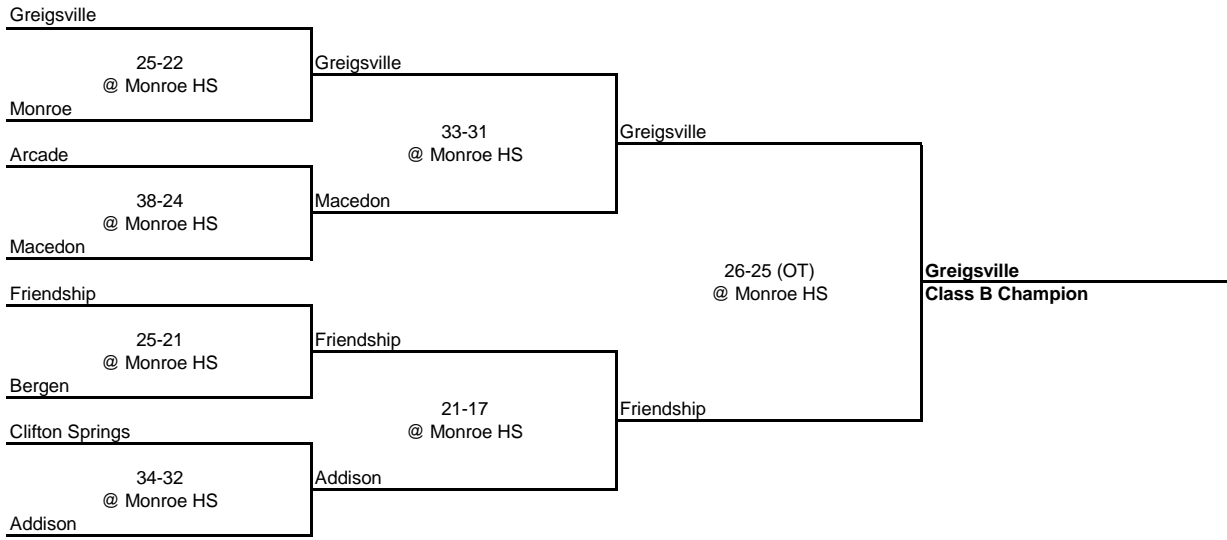 Greigsville
25-22
@ Monroe HS
Monroe
Greigsville
Arcade
38-24
@ Monroe HS
Macedon
Macedon
33-31
@ Monroe HS
Greigsville
Friendship
25-21
@ Monroe HS
Bergen
Friendship
Clifton Springs
34-32
@ Monroe HS
Addison
Addison
21-17
@ Monroe HS
Friendship
26-25 (OT)
@ Monroe HS
Greigsville
Class B Champion